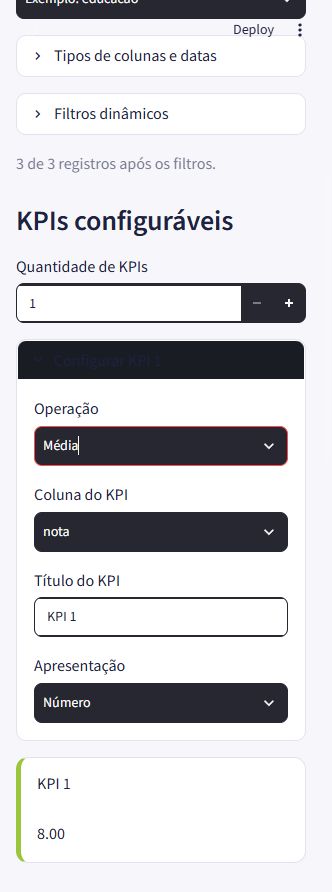 Exemplo: educacao
Deploy
Tipos de colunas e datas
Filtros dinâmicos
3 de 3 registros após os filtros.
KPIs configuráveis
Quantidade de KPIs
1
Configurar KPI 1
Operação
Média
Coluna do KPI
nota
Título do KPI
KPI 1
Apresentação
Número
KPI 1
8.00